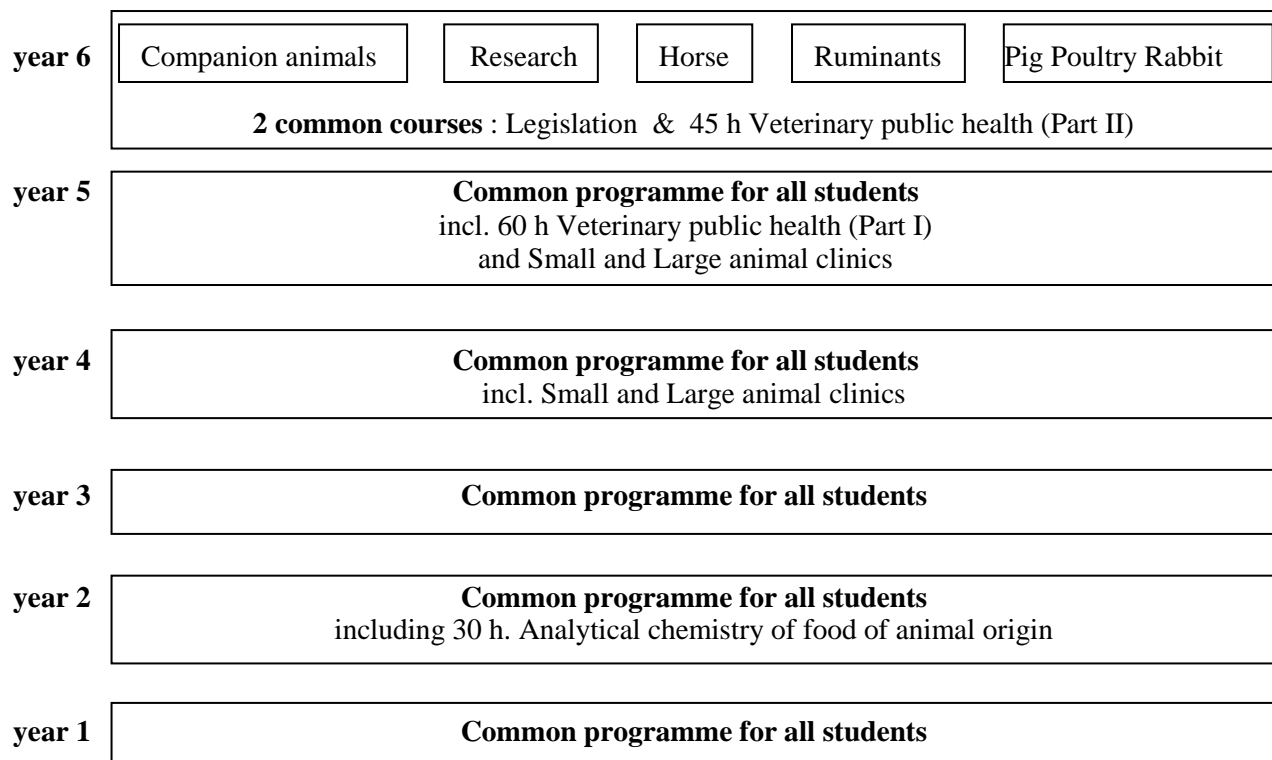 year 6 Companion animals Research Horse Ruminants Pig Poultry Rabbit
2 common courses : Legislation & 45 h Veterinary public health (Part II)
year 5 Common programme for all students
incl. 60 h Veterinary public health (Part I)
and Small and Large animal clinics
year 4 Common programme for all students
incl. Small and Large animal clinics
year 3 Common programme for all students
year 2 Common programme for all students
including 30 h. Analytical chemistry of food of animal origin
year 1 Common programme for all students